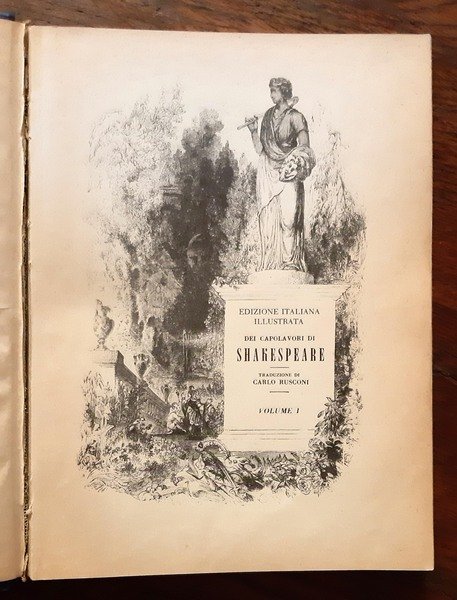 EDIZIONE ITALIANA
ILLUSTRATA
DEI CAPOLAVORI DI
SHAKESPEARE
TRADUZIONE DI
CARLO RUSCONI
VOLUME I